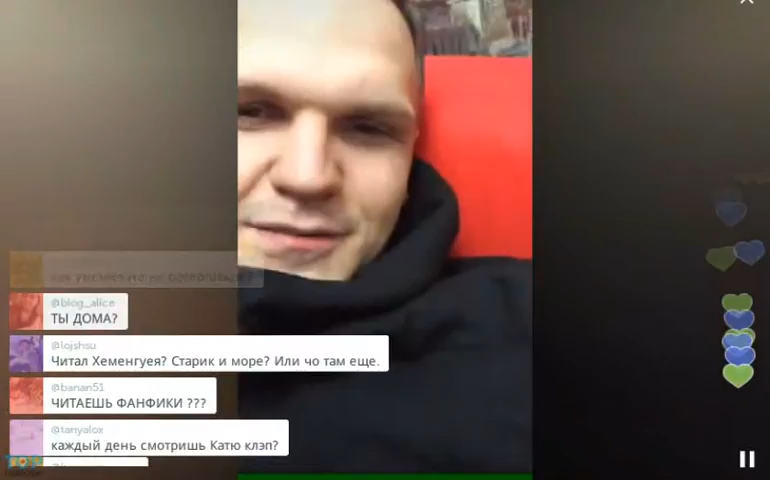 @blog_alice
ТЫ ДОМА?
@lojshsu
Читал Хеменгуея? Старик и море? Или чо там еще.
@banan51
ЧИТАЕШЬ ФАНФИКИ ???
@tanyalox
каждый день смотришь Катю клэп?